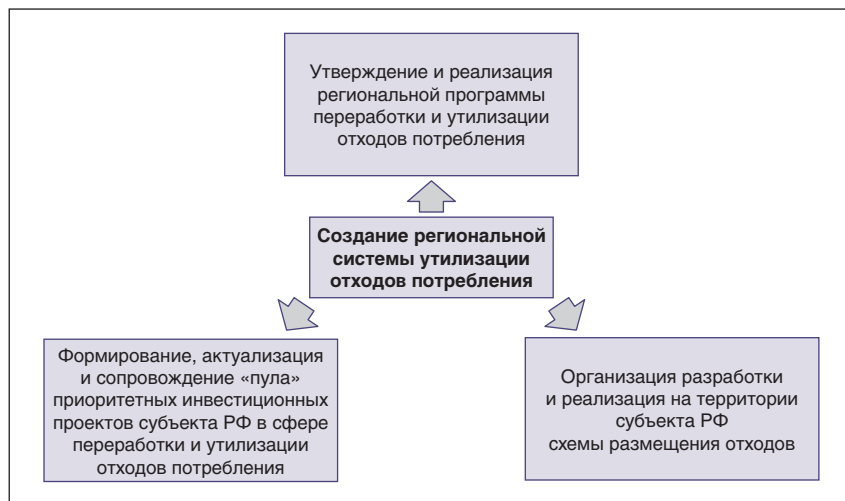 Утверждение и реализация
региональной программы
переработки и утилизации
отходов потребления
Создание региональной
системы утилизации
отходов потребления
Формирование, актуализация
и сопровождение «пула»
приоритетных инвестиционных
проектов субъекта РФ в сфере
переработки и утилизации
отходов потребления
Организация разработки
и реализация на территории
субъекта РФ
схемы размещения отходов